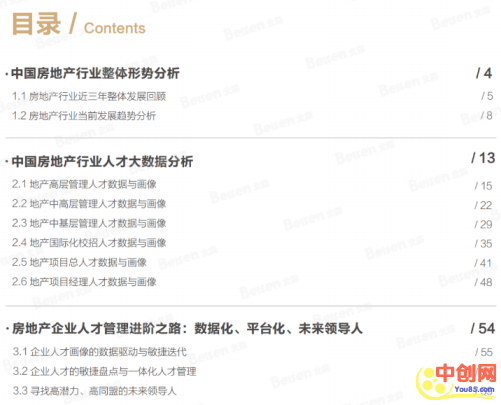 目录 / Contents
·中国房地产行业整体形势分析 / 4
1.1 房地产行业近三年整体发展回顾 / 5
1.2 房地产行业当前发展趋势分析 / 8
·中国房地产行业人才大数据分析 / 13
2.1 地产高层管理人才数据与画像 / 15
2.2 地产中高层管理人才数据与画像 / 22
2.3 地产中基层管理人才数据与画像 / 29
2.4 地产国际化校招人才数据与画像 / 35
2.5 地产项目总人才数据与画像 / 41
2.6 地产项目经理人才数据与画像 / 48
·房地产企业人才管理进阶之路：数据化、平台化、未来领导人 / 54
3.1 企业人才画像的数据驱动与敏捷迭代 / 55
3.2 企业人才的敏捷盘点与一体化人才管理
3.3 寻找高潜力、高同盟的未来领导人
中创网
You85.com